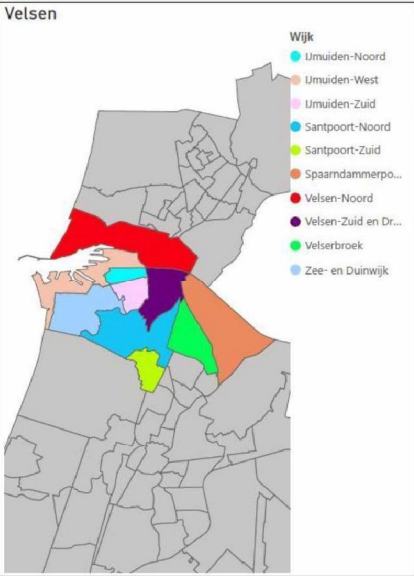 Velsen
Wijk
IJmuiden-Noord
IJmuiden-West
IJmuiden-Zuid
Santpoort-Noord
Santpoort-Zuid
Spaarndammerpo...
Velsen-Noord
Velsen-Zuid en Dr...
Velserbroek
Zee- en Duinwijk